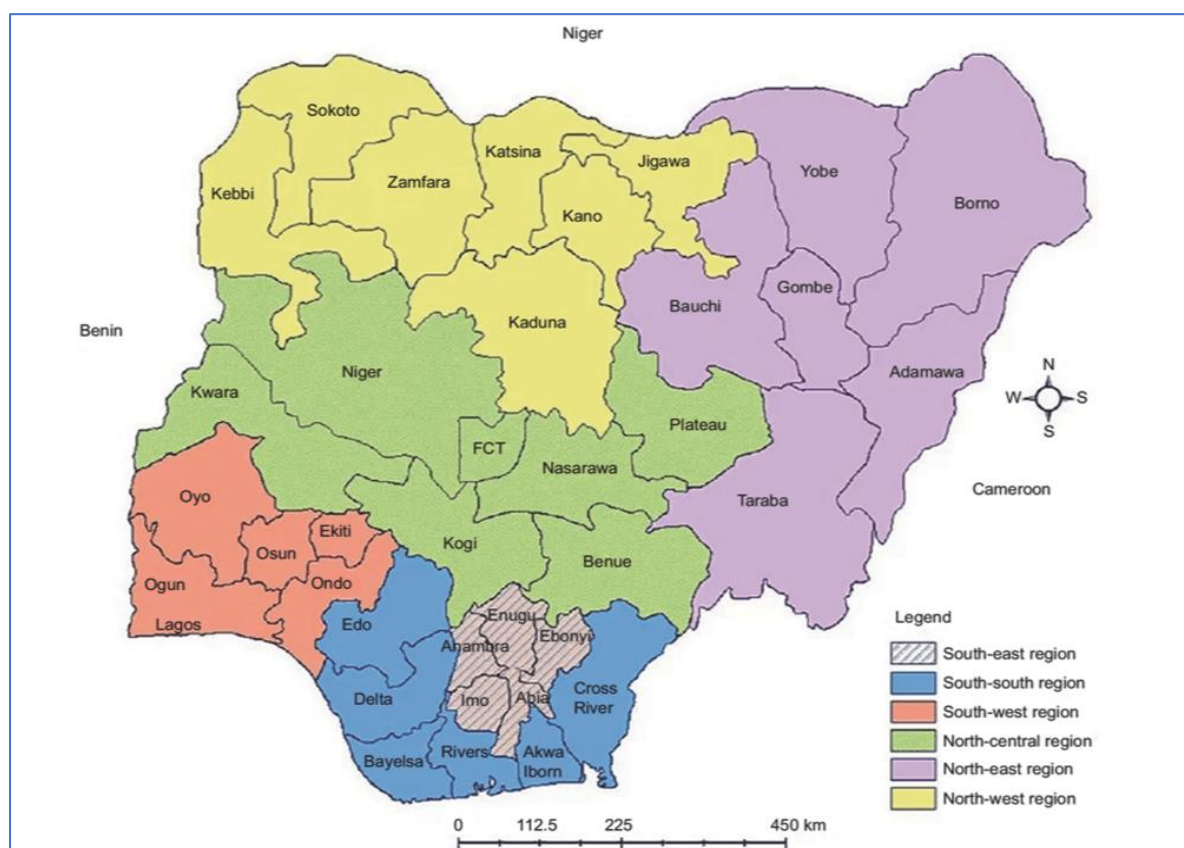 Niger
Sokoto
Katsina
Jigawa
Yobe
Kebbi
Zamfara
Kano
Borno
Gombe
Bauchi
Kaduna
Benin
Niger
Adamawa
N
W S
S
Kwara
Plateau
FCT
Nasarawa
Cameroon
Oyo
Taraba
Ekiti
Osun
Kogi
Benue
Ogun
Ondo
Lagos
Edo
Enugu
Ebonyi
Anambra
Delta
Imo
Abia
Cross
River
Bayelsa
Rivers
Akwa
Iborn
Legend
South-east region
South-south region
South-west region
North-central region
North-east region
North-west region
0 112.5 225 450 km